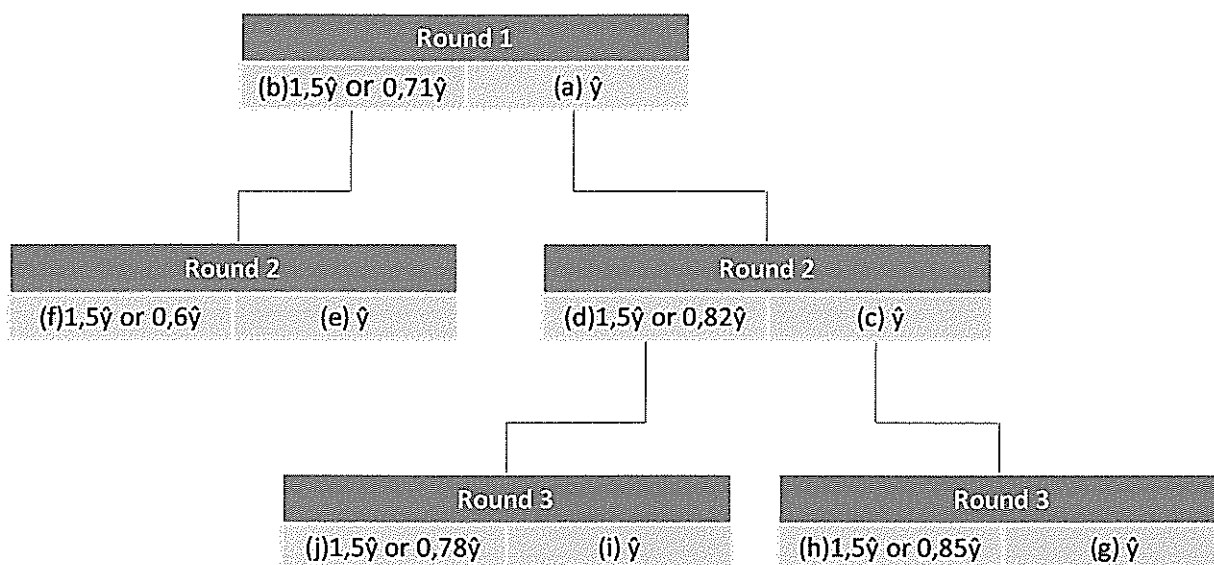 Round 1
(b)1,5ŷ or 0,71ŷ (a) ŷ
Round 2 Round 2
(f)1,5ŷ or 0,6ŷ (e) ŷ (d)1,5ŷ or 0,82ŷ (c) ŷ
Round 3 Round 3
(j)1,5ŷ or 0,78ŷ (i) ŷ (h)1,5ŷ or 0,85ŷ (g) ŷ